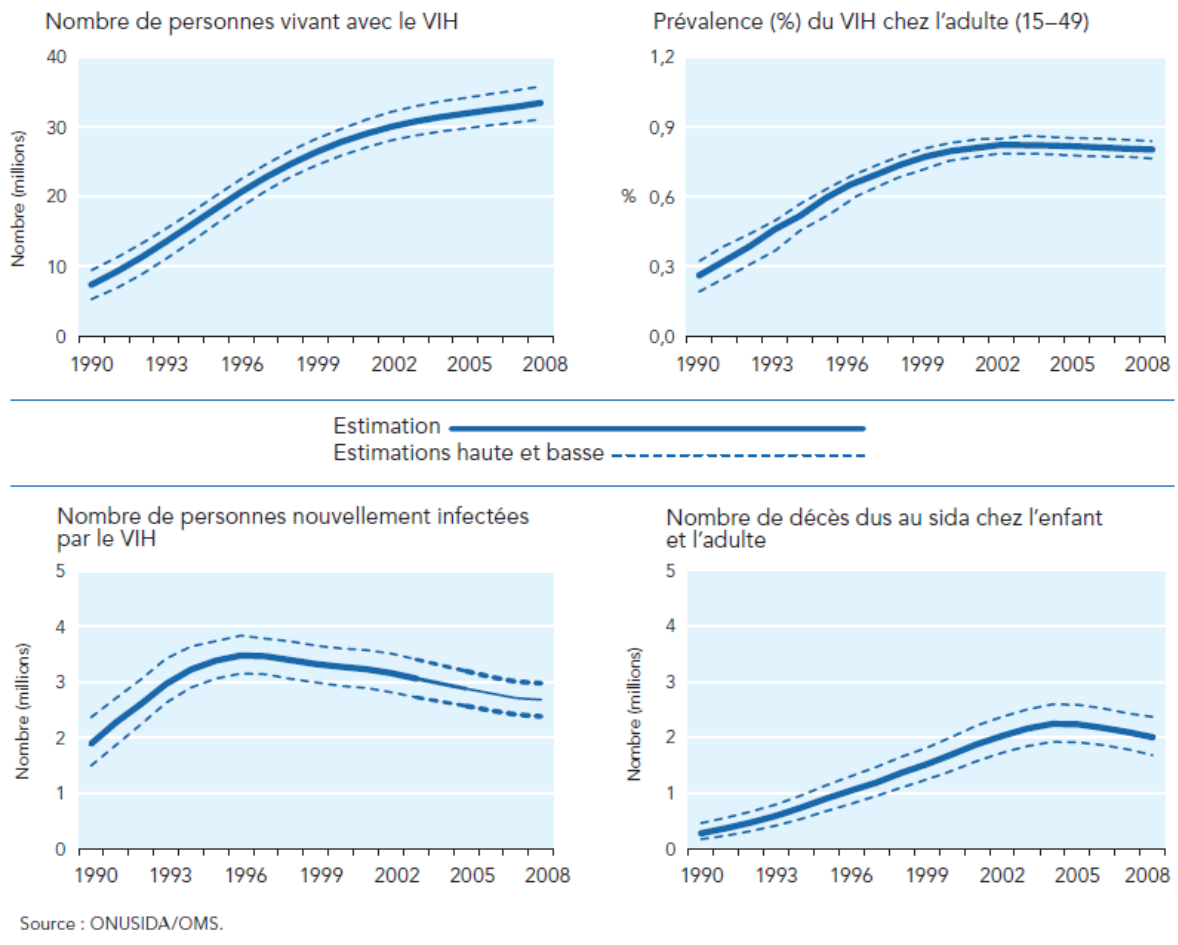 Nombre de personnes vivant avec le VIH
Nombre (millions)
40
30
20
10
0
1990 1993 1996 1999 2002 2005 2008
Prévalence (%) du VIH chez l'adulte (15–49)
%
1,2
0,9
0,6
0,3
0,0
1990 1993 1996 1999 2002 2005 2008
Estimation
Estimations haute et basse
Nombre de personnes nouvellement infectées
par le VIH
Nombre (millions)
5
4
3
2
1
0
1990 1993 1996 1999 2002 2005 2008
Nombre de décès dus au sida chez l'enfant
et l'adulte
Nombre (millions)
5
4
3
2
1
0
1990 1993 1996 1999 2002 2005 2008
Source : ONUSIDA/OMS.